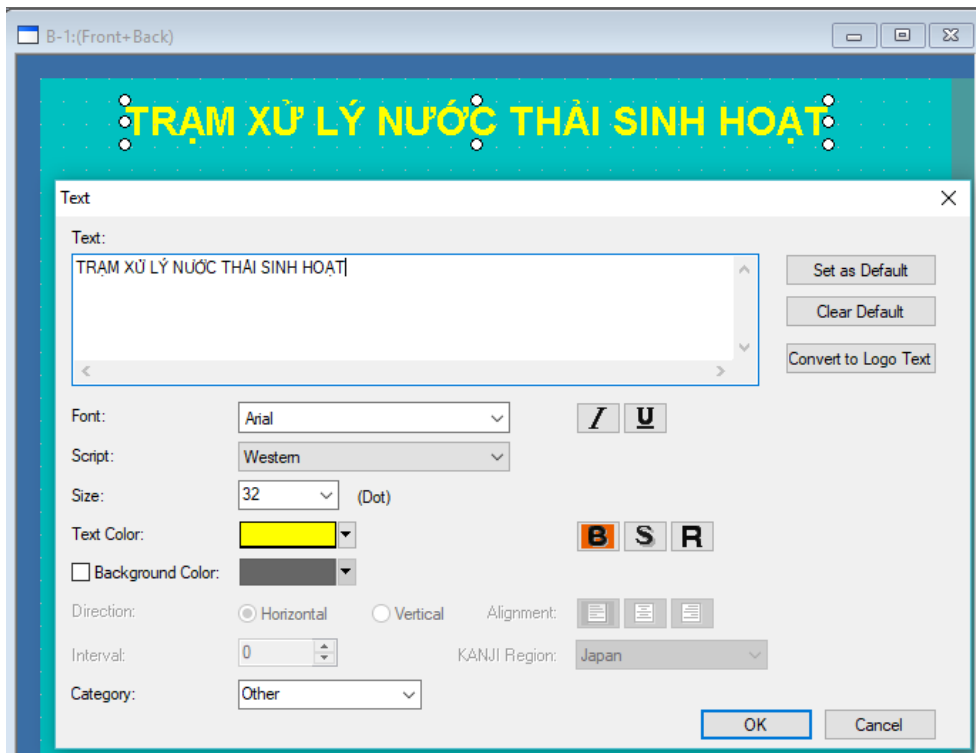 B-1:(Front+Back)
TRẠM XỬ LÝ NƯỚC THẢI SINH HOẠT
Text
Text:
TRẠM XỬ LÝ NƯỚC THẢI SINH HOẠT
Set as Default
Clear Default
Convert to Logo Text
Font: Arial I U
Script: Western
Size: 32 (Dot)
Text Color: B S R
Background Color:
Direction: Horizontal Vertical Alignment:
Interval: 0 KANJI Region: Japan
Category: Other
OK Cancel